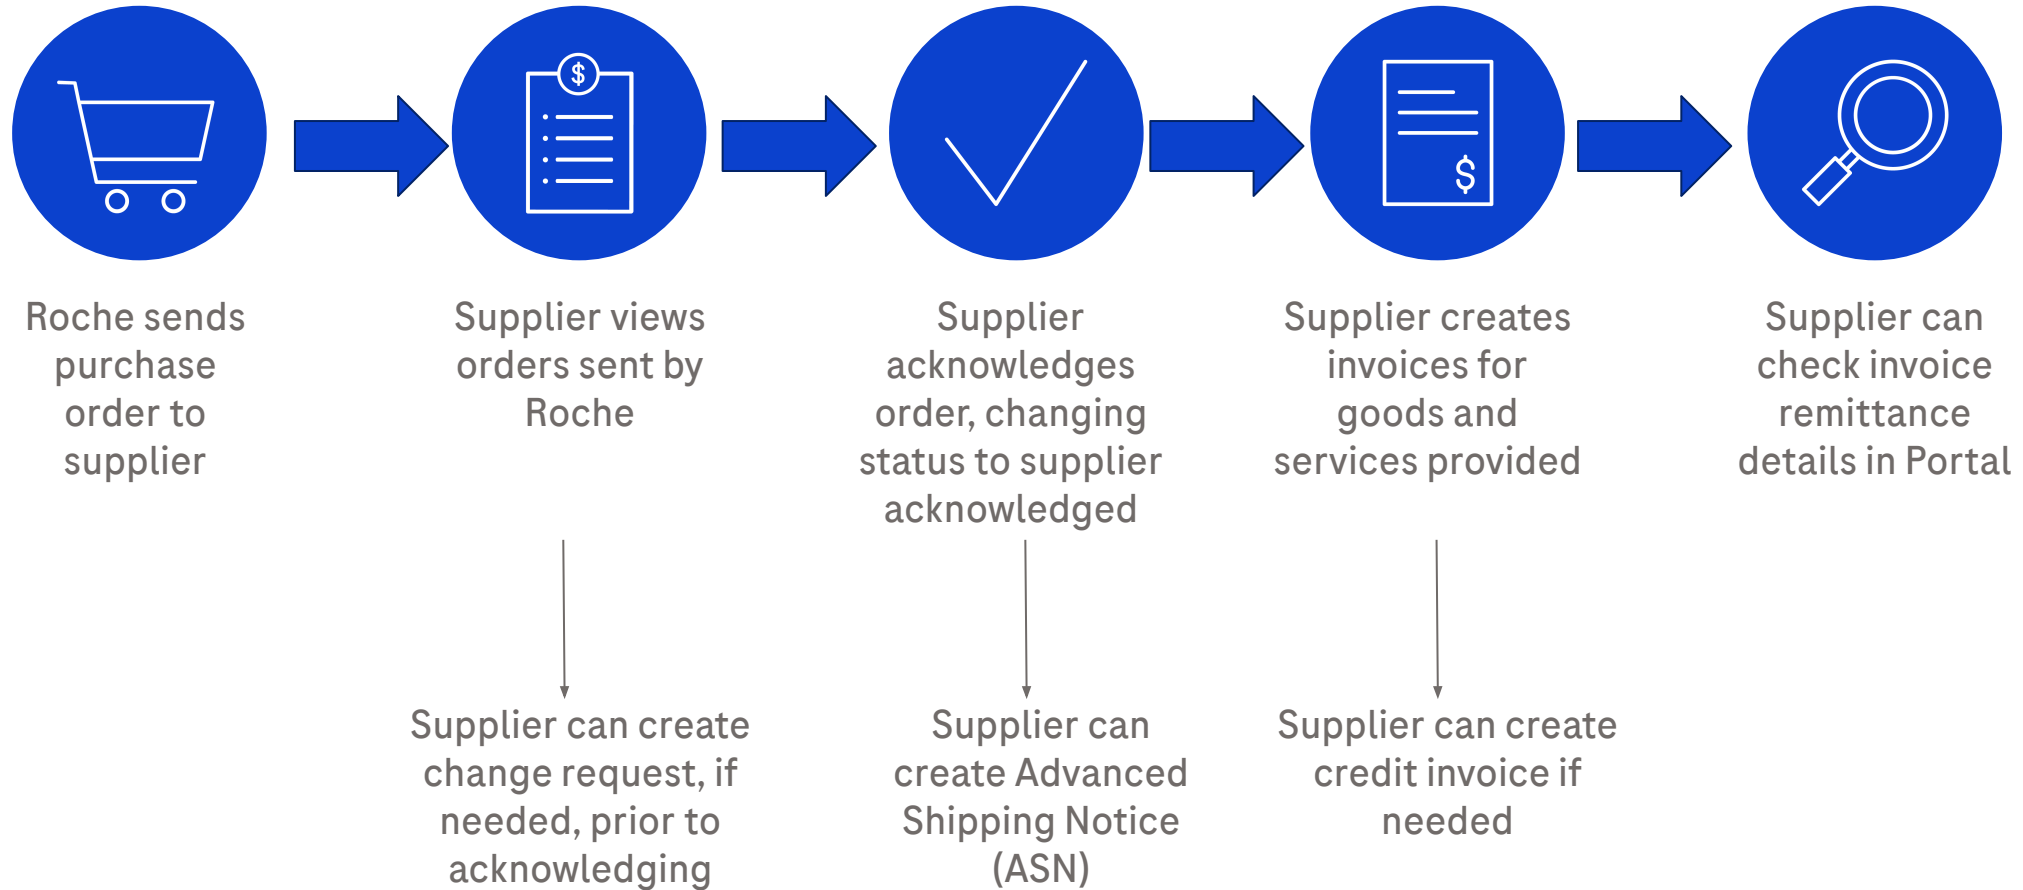 $
$
Roche sends
purchase
order to
supplier
Supplier views
orders sent by
Roche
Supplier
acknowledges
order, changing
status to supplier
acknowledged
Supplier creates
invoices for
goods and
services provided
Supplier can
check invoice
remittance
details in Portal
Supplier can create
change request, if
needed, prior to
acknowledging
Supplier can
create Advanced
Shipping Notice
(ASN)
Supplier can create
credit invoice if
needed